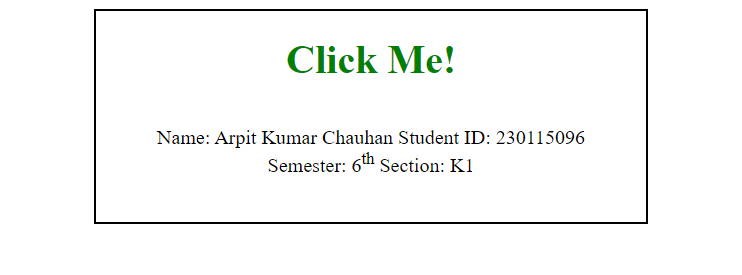 Click Me!
Name: Arpit Kumar Chauhan Student ID: 230115096
Semester: 6th Section: K1